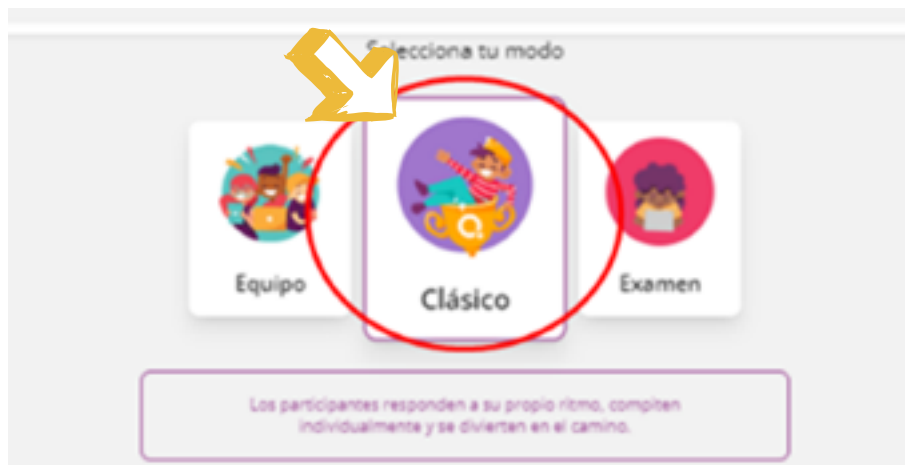 Selecciona tu modo
Equipo
Clásico
Examen
Los participantes responden a su propio ritmo, compiten
individualmente y se divierten en el camino.